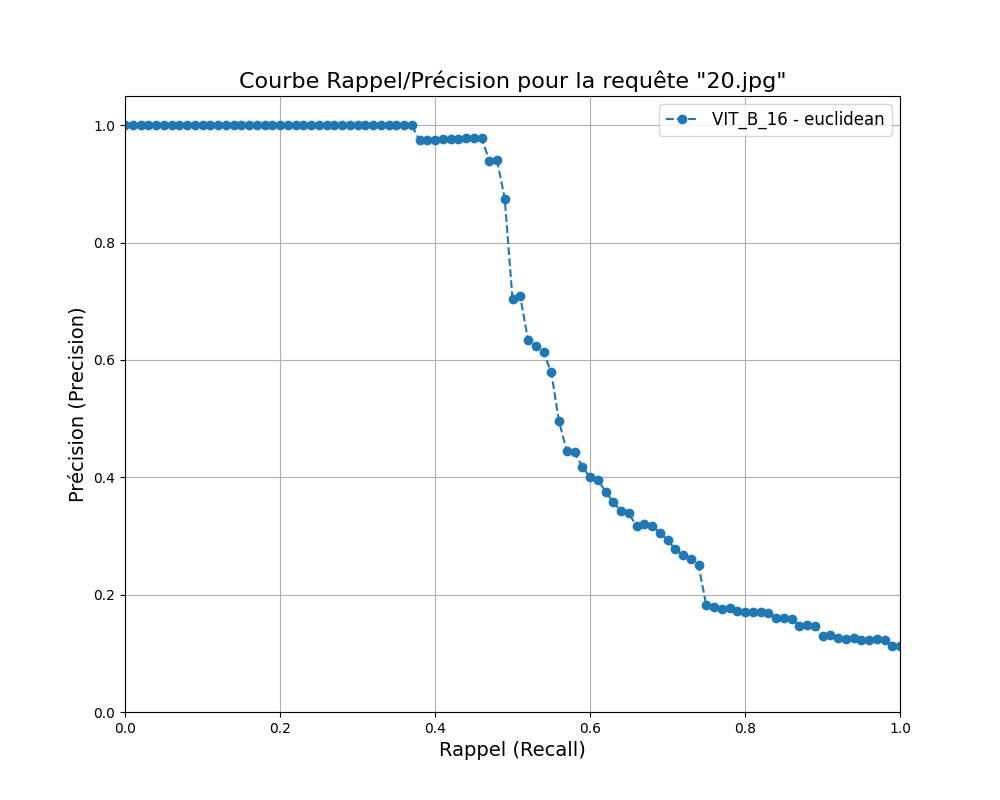 Courbe Rappel/Précision pour la requête "20.jpg"
VIT_B_16 - euclidean
Précision (Precision)
1.0
0.8
0.6
0.4
0.2
0.0
0.0 0.2 0.4 0.6 0.8 1.0
Rappel (Recall)